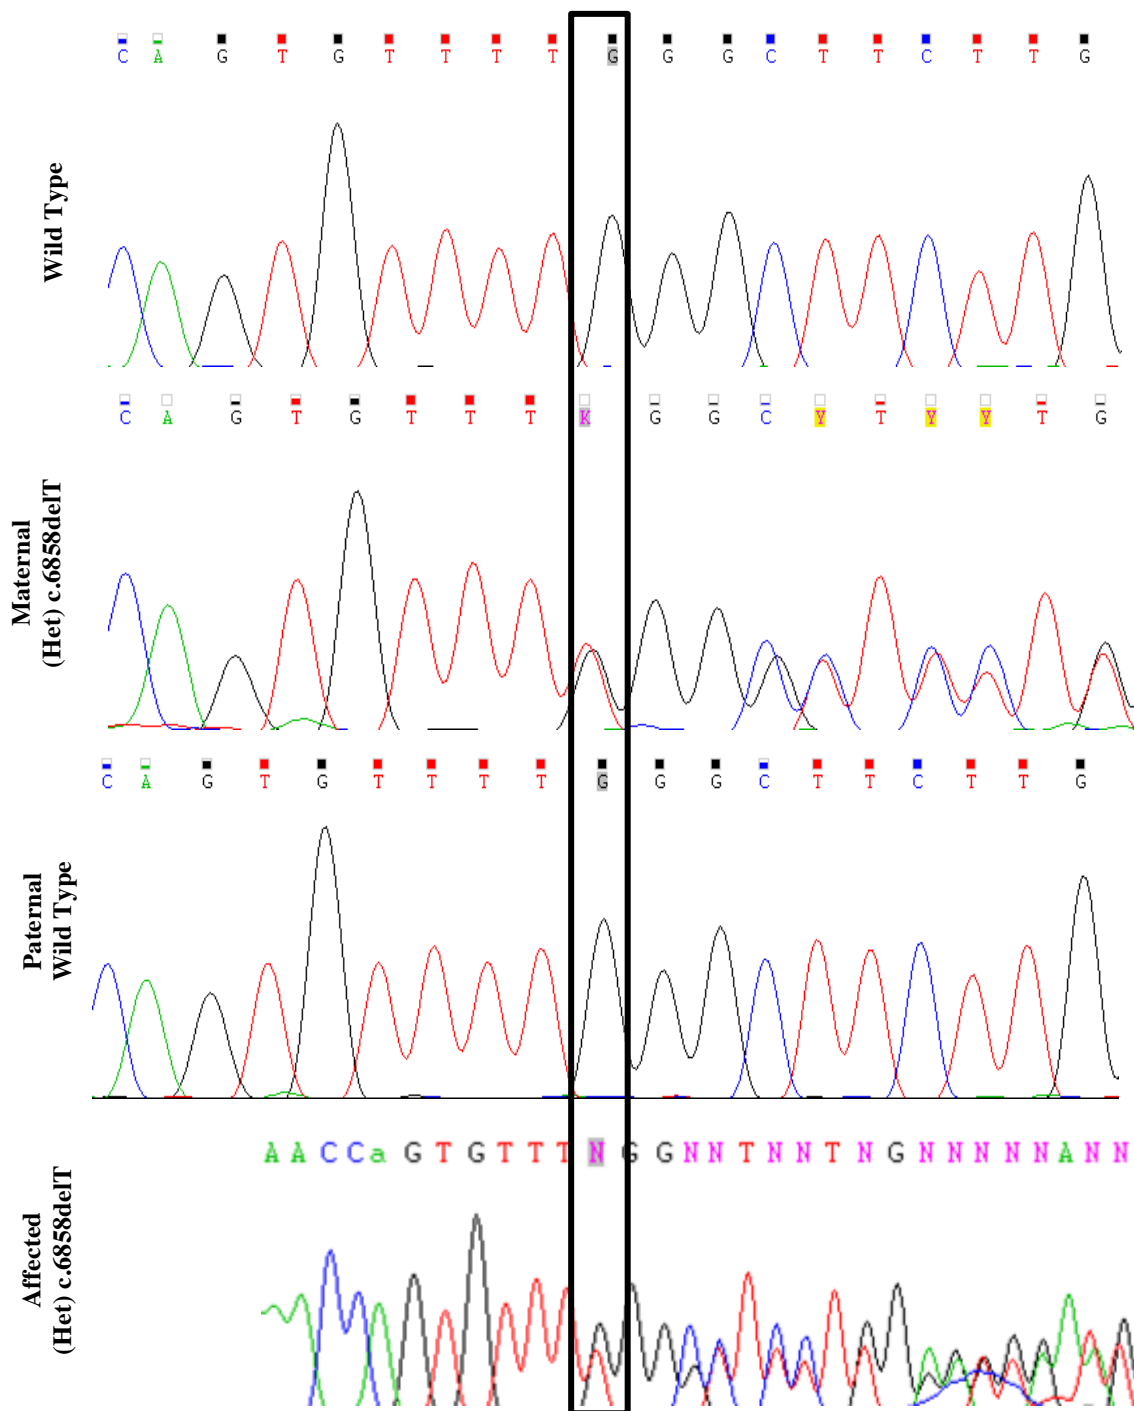 C A G T G T T T T G G G C T T C T T G
Wild Type
C A G T G T T T K G G C Y T Y Y T G
Maternal
(Het) c.6858delT
C A G T G T T T T G G G C T T C T T G
Paternal
Wild Type
A A C C a G T G T T T N G G N N T N N T N G N N N N N A N N
Affected
(Het) c.6858delT